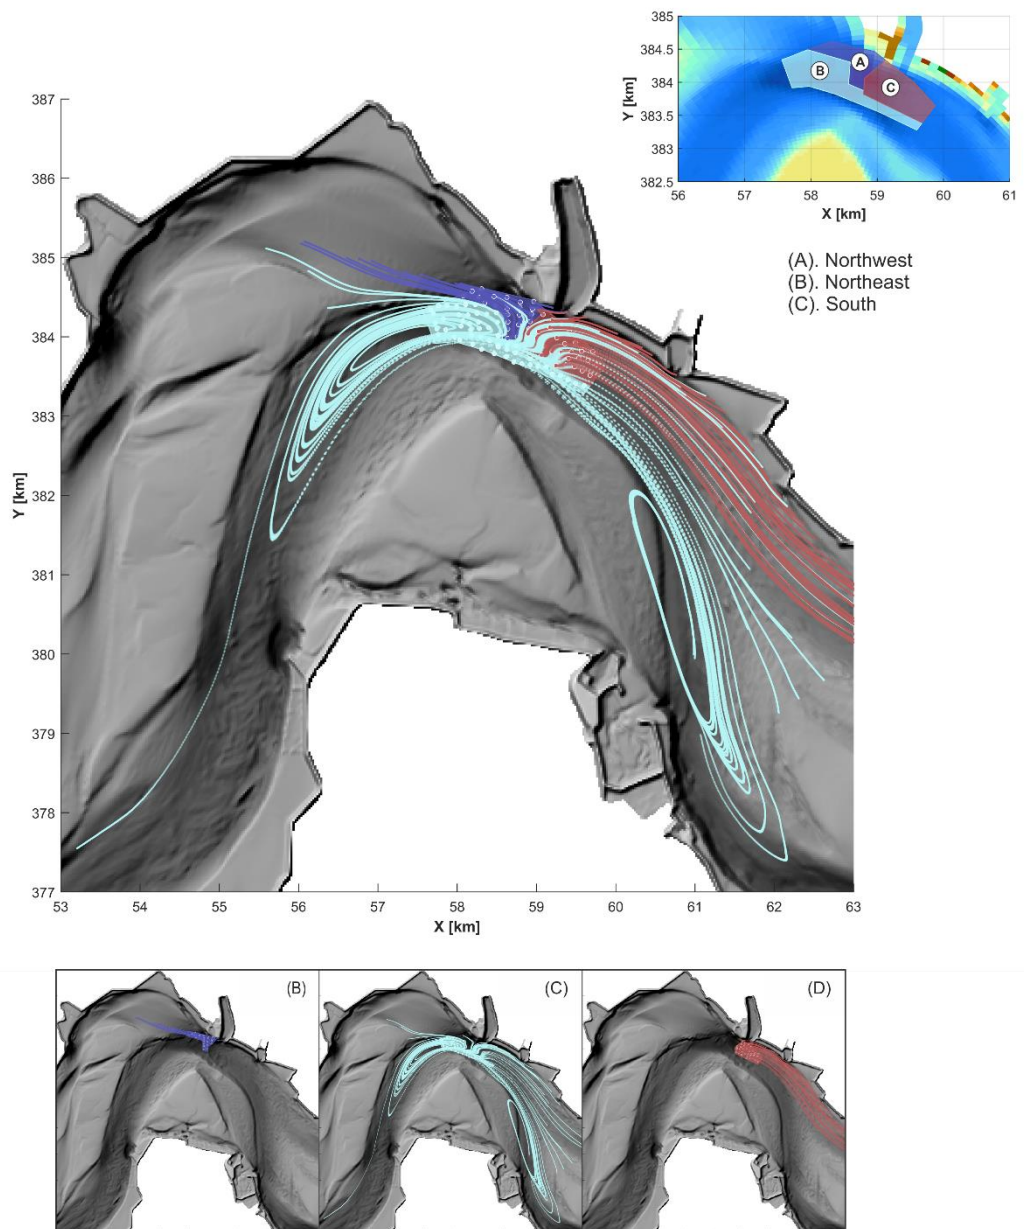 385
384.5
384
383.5
383
382.5
Y [km]
A
B
C
56
57
58
59
60
61
X [km]
(A). Northwest
(B). Northeast
(C). South
387
386
385
384
383
382
381
380
379
378
377
Y [km]
53
54
55
56
57
58
59
60
61
62
63
X [km]
(B)
(C)
(D)